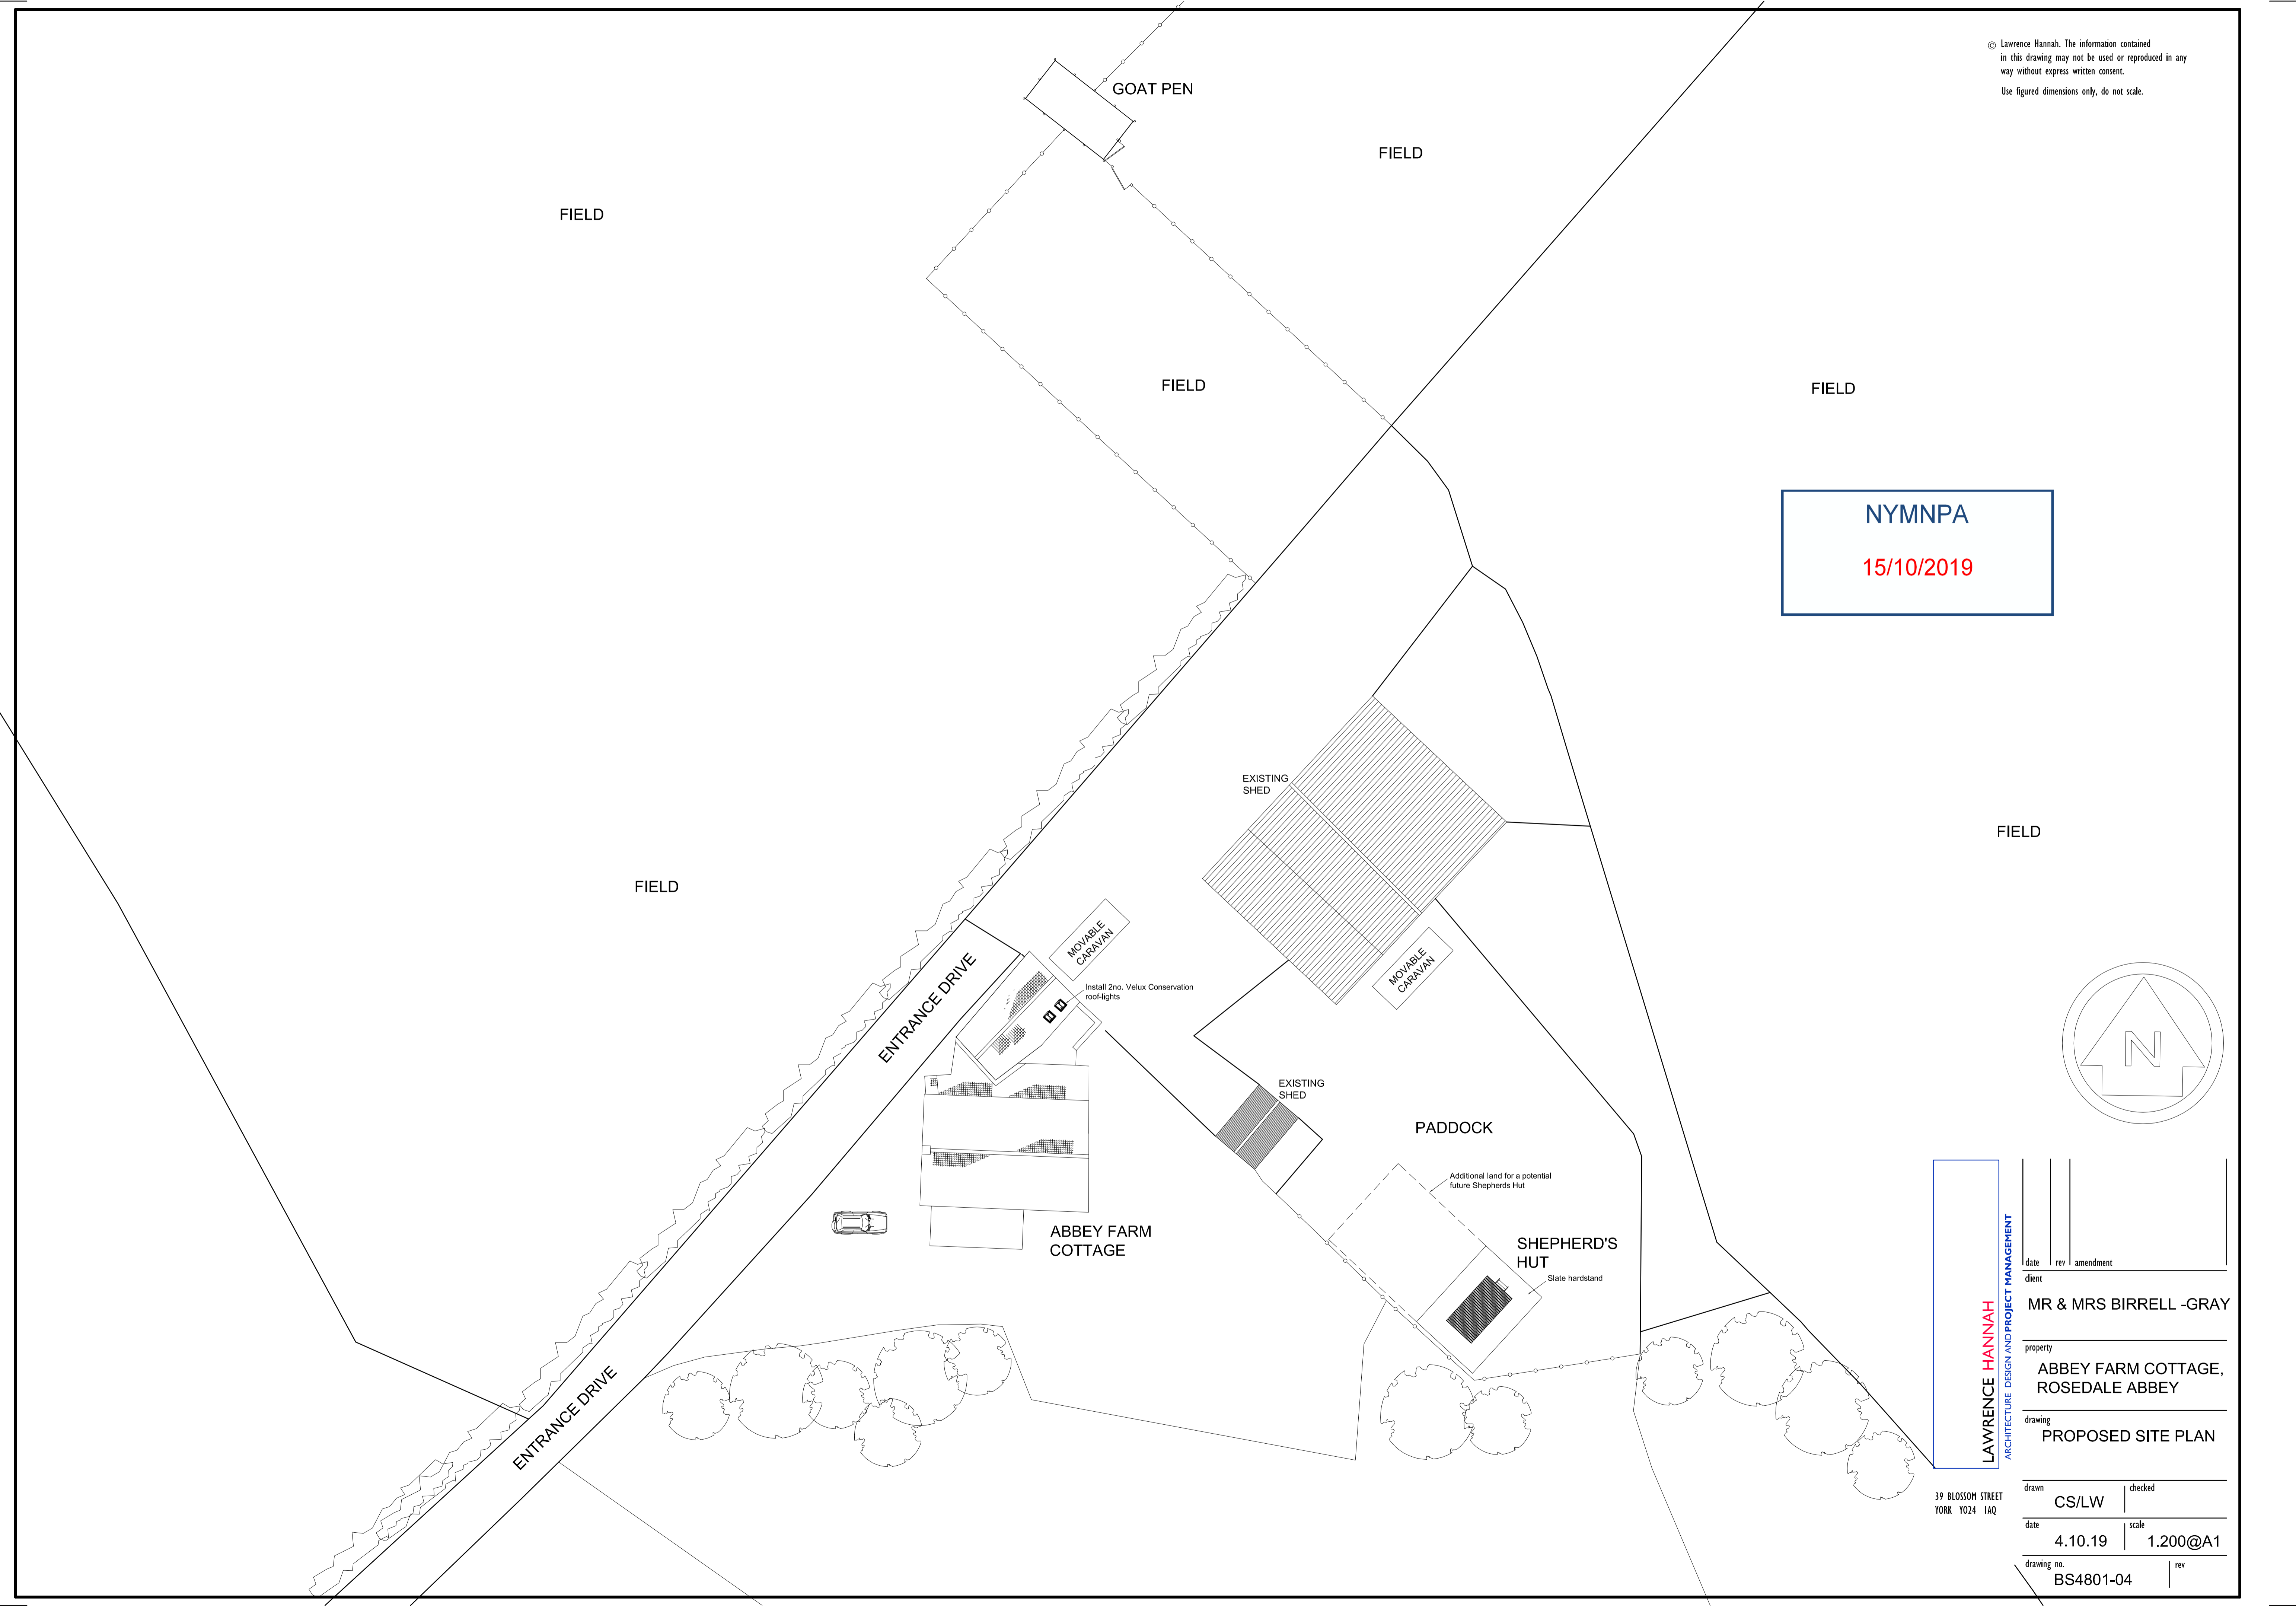 © Lawrence Hannah. The information contained
in this drawing may not be used or reproduced in any
way without express written consent.
Use figured dimensions only, do not scale.
GOAT PEN
FIELD
FIELD
FIELD
FIELD
NYMNPA
15/10/2019
EXISTING
SHED
FIELD
FIELD
MOVABLE
CARAVAN
MOVABLE
CARAVAN
ENTRANCE DRIVE
Install 2no. Velux Conservation
roof-lights
N
EXISTING
SHED
PADDOCK
Additional land for a potential
future Shepherds Hut
ABBEY FARM
COTTAGE
SHEPHERD'S
HUT
Slate hardstand
ENTRANCE DRIVE
LAWRENCE HANNAH
ARCHITECTURE DESIGN AND PROJECT MANAGEMENT
39 BLOSSOM STREET
YORK YO24 1AQ
date rev amendment
client
MR & MRS BIRRELL -GRAY
property
ABBEY FARM COTTAGE,
ROSEDALE ABBEY
drawing
PROPOSED SITE PLAN
drawn checked
CS/LW
date scale
4.10.19 1.200@A1
drawing no. rev
BS4801-04